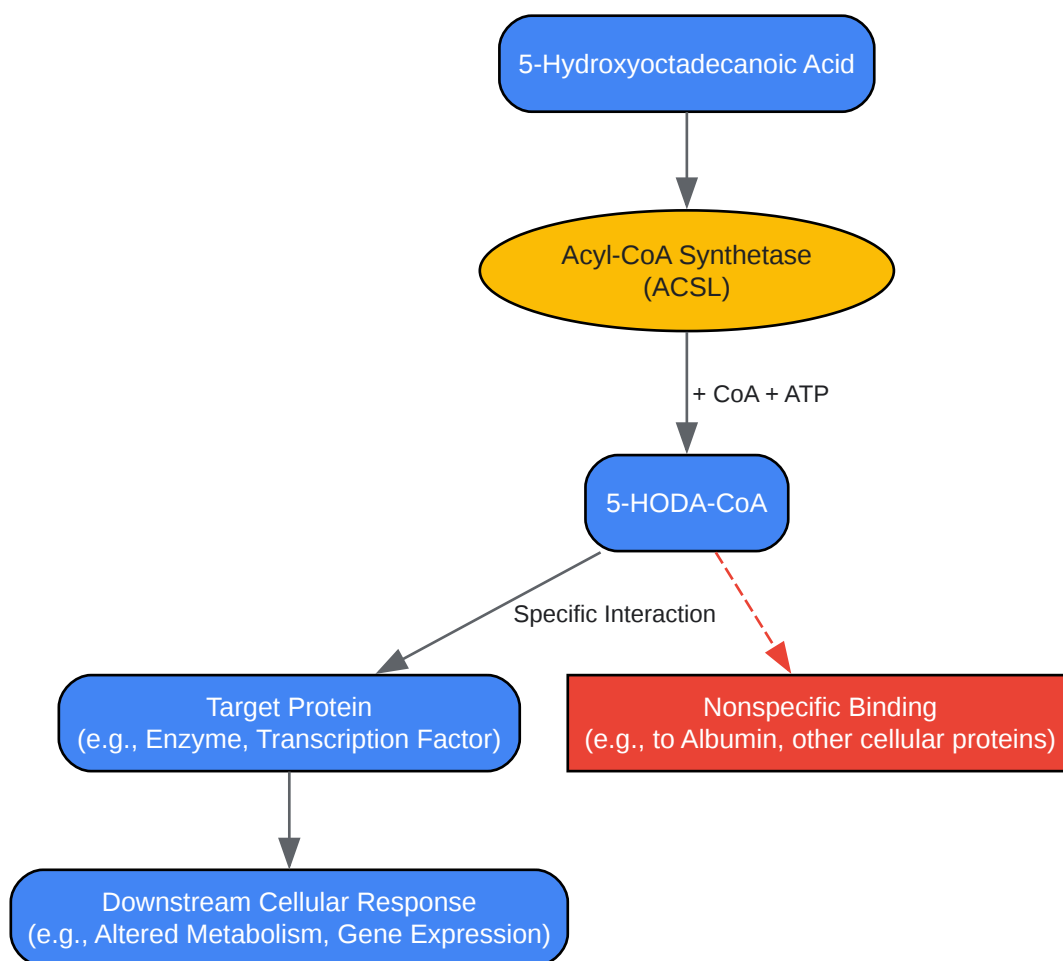 5-Hydroxyoctadecanoic Acid
Acyl-CoA Synthetase
(ACSL)
+ CoA + ATP
5-HODA-CoA
Specific Interaction
Target Protein
(e.g., Enzyme, Transcription Factor)
Nonspecific Binding
(e.g., to Albumin, other cellular proteins)
Downstream Cellular Response
(e.g., Altered Metabolism, Gene Expression)